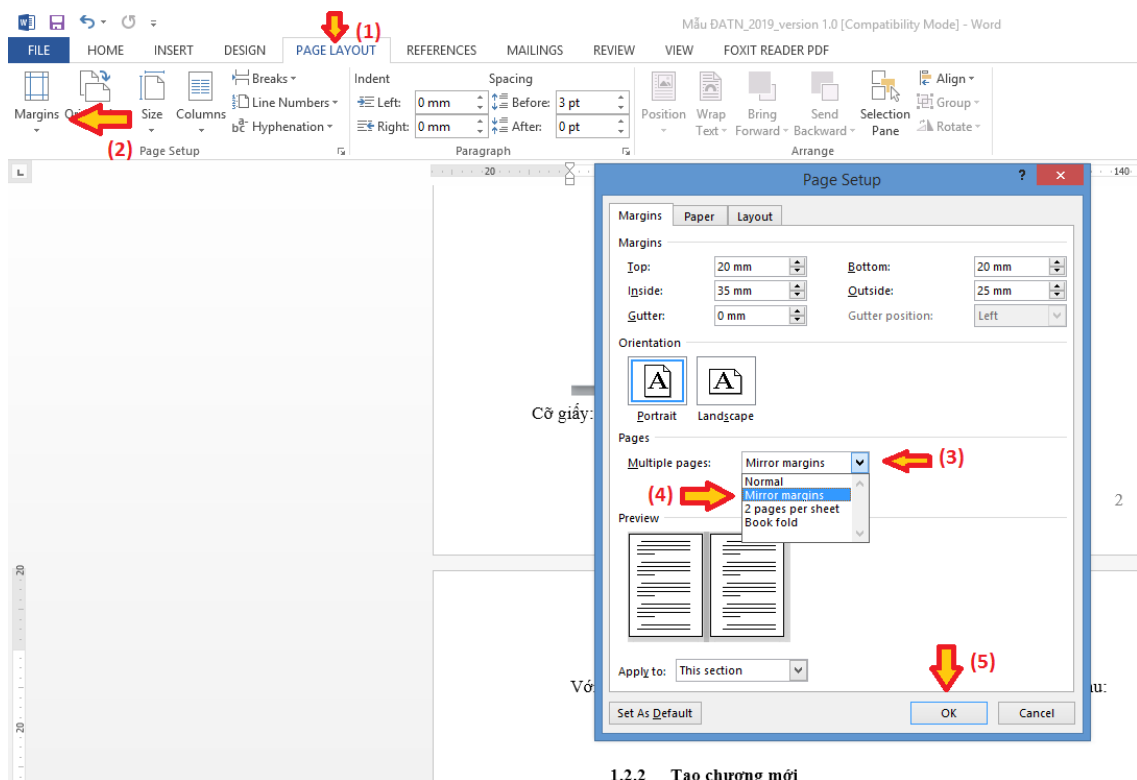 Mẫu ĐATN_2019_version 1.0 [Compatibility Mode] - Word
(1)
FILE HOME INSERT DESIGN PAGE LAYOUT REFERENCES MAILINGS REVIEW VIEW FOXIT READER PDF
Breaks Indent Spacing Align
Line Numbers Left: 0 mm Before: 3 pt Group
Margins Size Columns Position Wrap Bring Send Selection
Hyphenation Right: 0 mm After: 0 pt Text Forward Backward Pane Rotate
(2) Page Setup Paragraph Arrange
20 140
Page Setup ?
Margins Paper Layout
Margins
Top: 20 mm Bottom: 20 mm
Inside: 35 mm Outside: 25 mm
Gutter: 0 mm Gutter position: Left
Orientation
A A
Cỡ giấy:
Portrait Landscape
Pages
Multiple pages: Mirror margins (3)
Normal
(4) Mirror margins
2 pages per sheet
2
Preview
Book fold
20
(5)
Apply to: This section
Set As Default OK Cancel
20
1.2.2 Tạo chương mới